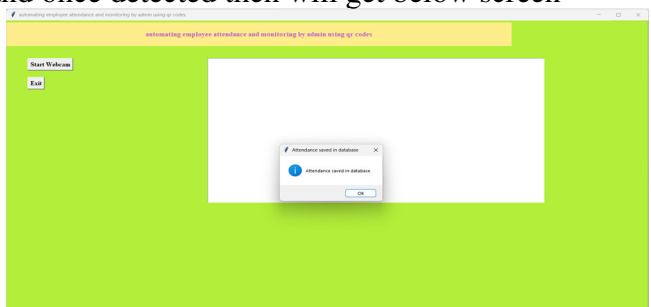 and once detected then will get below screen
automating employee attendance and monitoring by admin using qr codes
automating employee attendance and monitoring by admin using qr codes
Start Webcam
Exit
Attendance saved in database
Attendance saved in database
OK